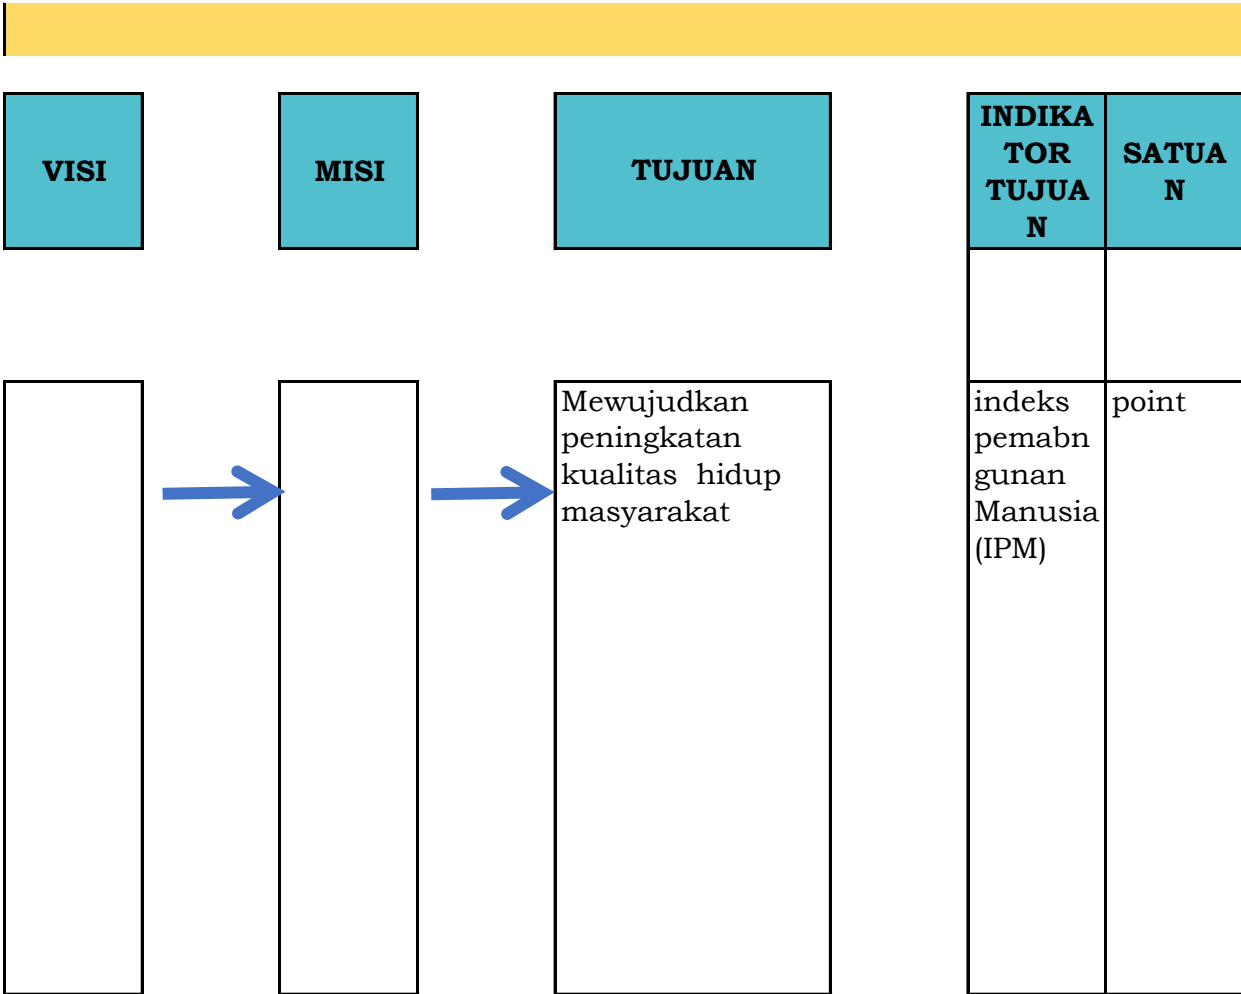 VISI
MISI
TUJUAN
INDIKA
TOR
TUJUA
N
SATUA
N
Mewujudkan
peningkatan
kualitas hidup
masyarakat
indeks
pemabn
gunan
Manusia
(IPM)
point